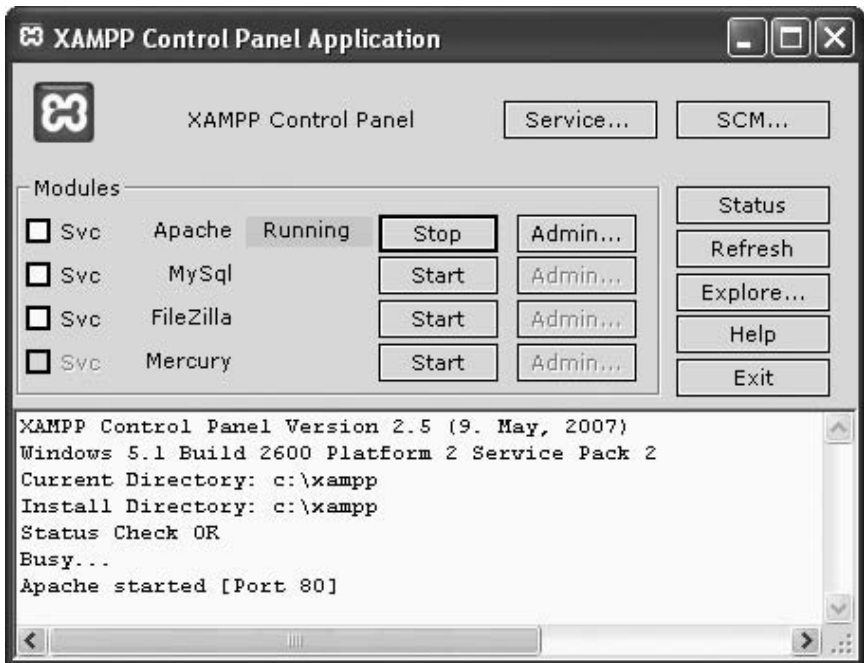 XAMPP Control Panel Application
XAMPP Control Panel Service... SCM...
Modules
Svc Apache Running Stop Admin...
Svc MySql Start Admin...
Svc FileZilla Start Admin...
Svc Mercury Start Admin...
Status
Refresh
Explore...
Help
Exit
XAMPP Control Panel Version 2.5 (9. May, 2007)
Windows 5.1 Build 2600 Platform 2 Service Pack 2
Current Directory: c:\xampp
Install Directory: c:\xampp
Status Check OK
Busy...
Apache started [Port 80]